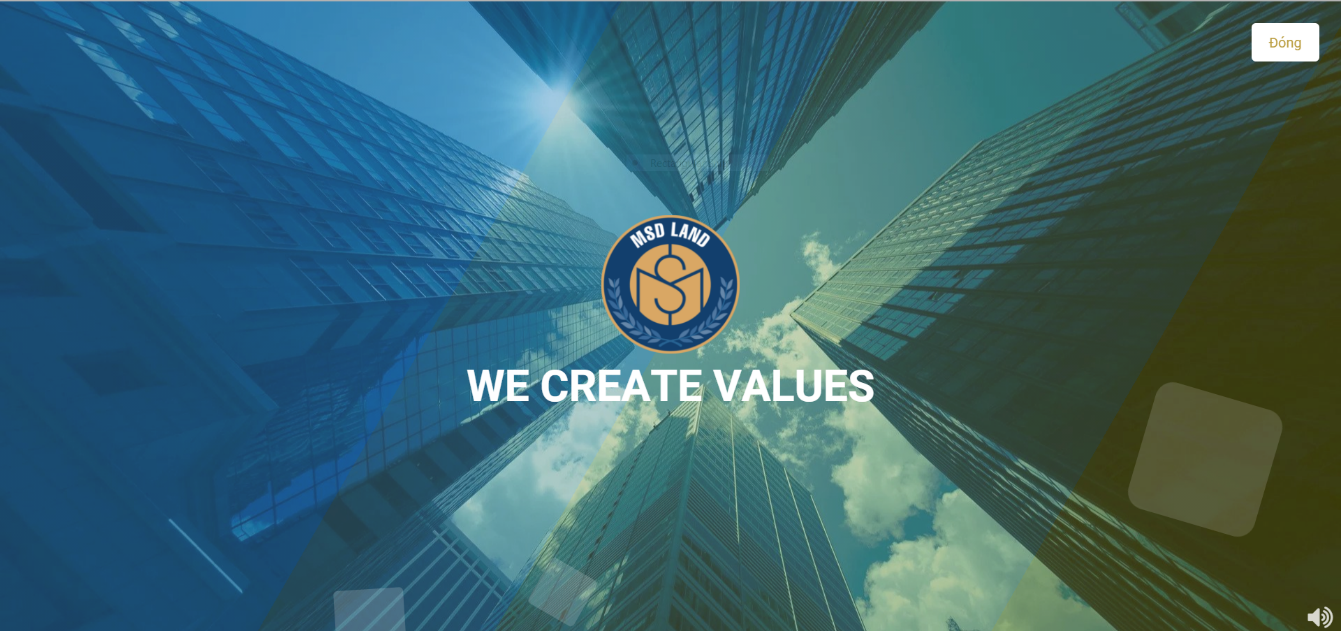 Đóng
MSD LAND
WE CREATE VALUES